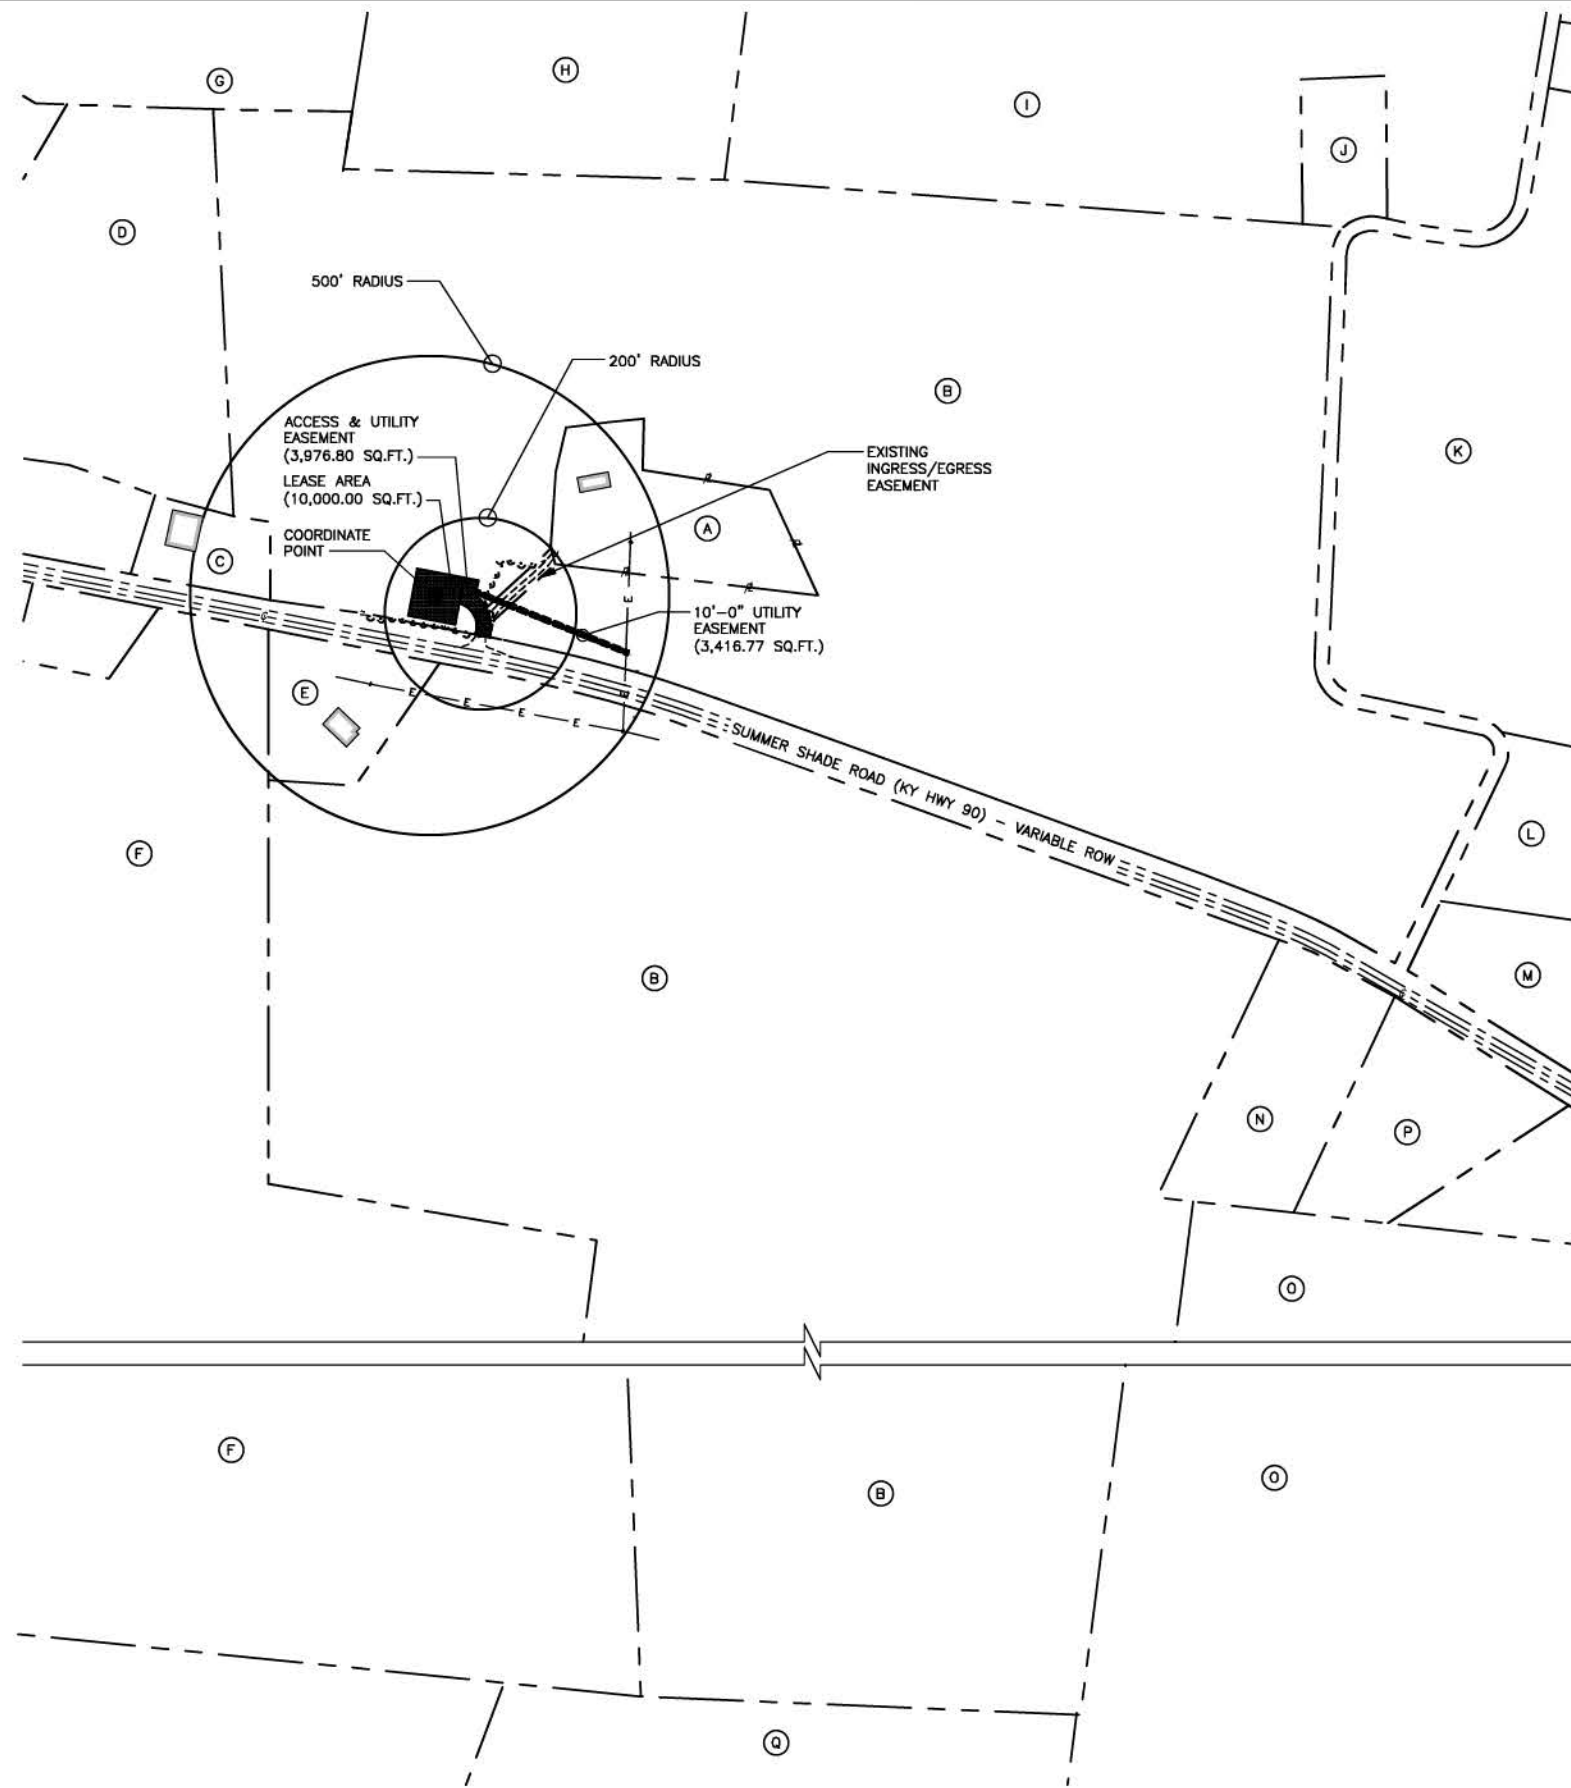 H
G
I
J
D
500' RADIUS
200' RADIUS
B
ACCESS & UTILITY
EASEMENT
(3,976.80 SQ.FT.)
EXISTING
INGRESS/EGRESS
EASEMENT
K
LEASE AREA
(10,000.00 SQ.FT.)
A
COORDINATE
POINT
C
E
10'-0" UTILITY
EASEMENT
(3,416.77 SQ.FT.)
E
E
E
E
E
E
SUMMER SHADE ROAD (KY HWY 90) - VARIABLE ROW
L
F
B
M
N
P
O
F
O
B
Q